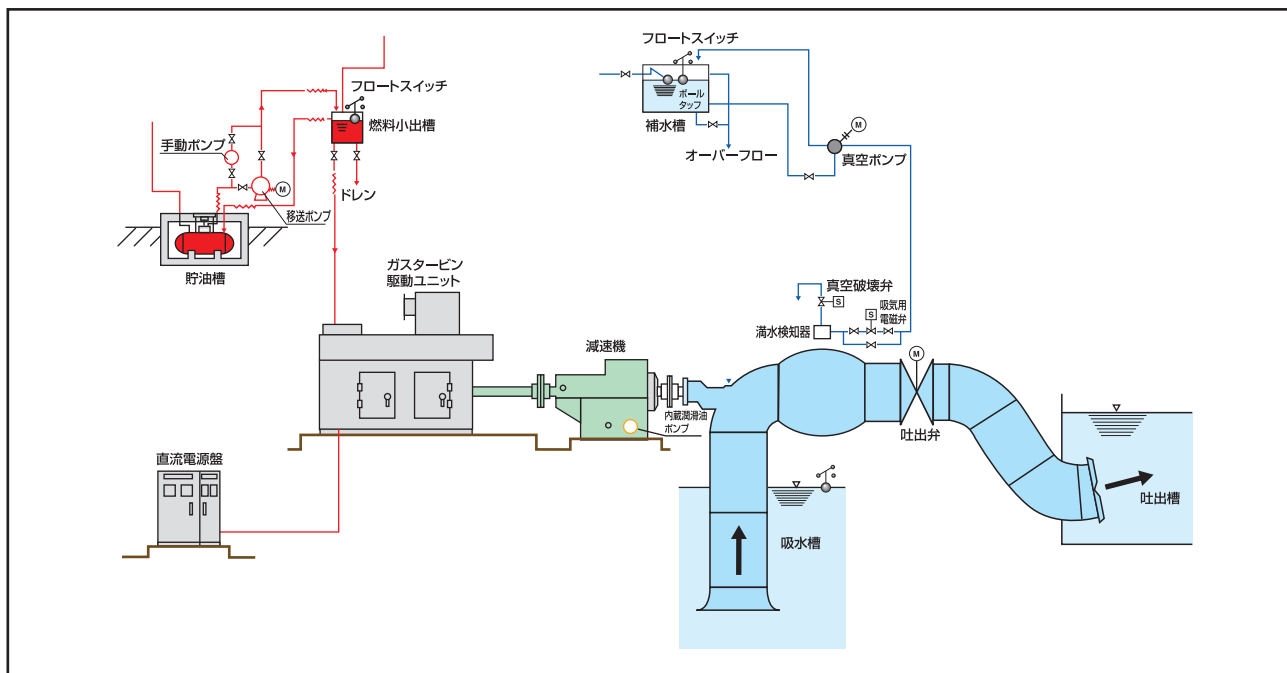 フロートスイッチ
フロートスイッチ
ボール
タップ
補水槽
オーバーフロー
M
真空ポンプ
燃料小出槽
手動ポンプ
M
ドレン
移送ポンプ
貯油槽
ガスタービン
駆動ユニット
真空破壊弁
S
吸気用
電磁弁
S
満水検知器
減速機
M
内蔵潤滑油
ポンプ
吐出弁
直流電源盤
吐出槽
吸水槽